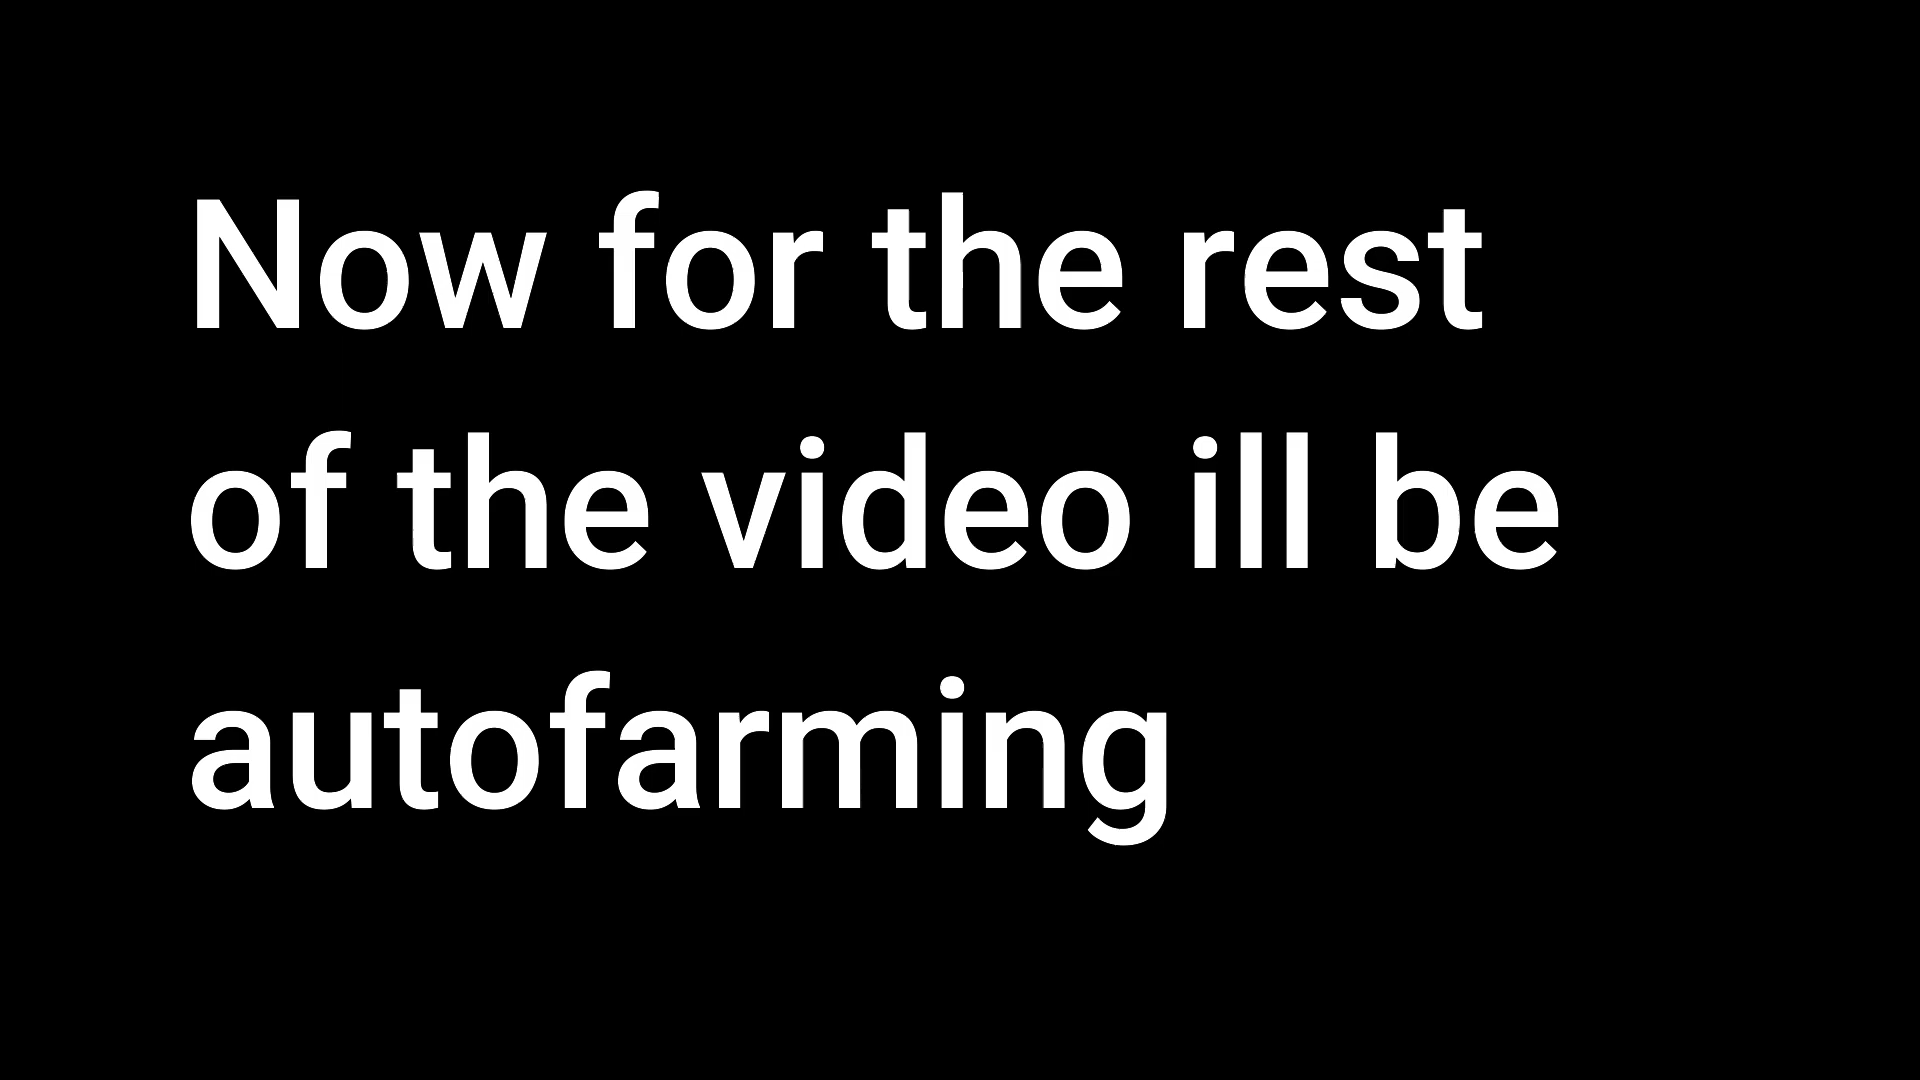 Now for the rest
of the video ill be
autofarming